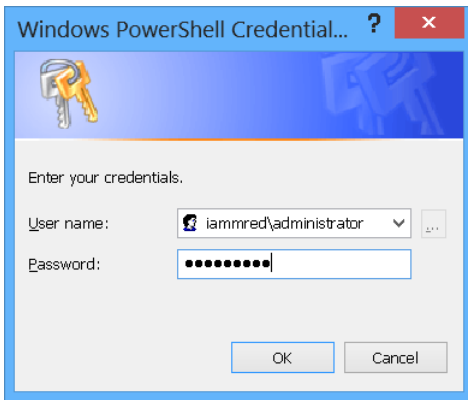 Windows PowerShell Credential... ?
Enter your credentials.
User name: iammred\administrator ...
Password: ●●●●●●●●●
OK Cancel